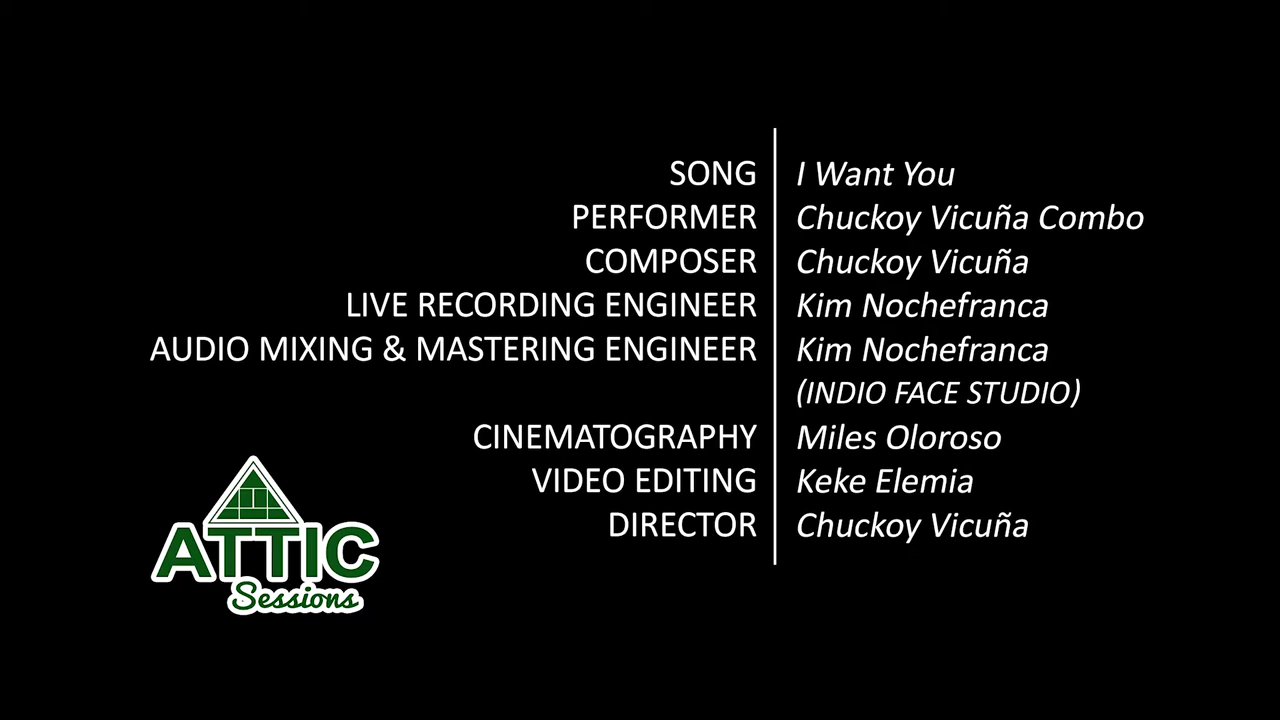 SONG I Want You
PERFORMER Chuckoy Vicuña Combo
COMPOSER Chuckoy Vicuña
LIVE RECORDING ENGINEER Kim Nochefranca
AUDIO MIXING & MASTERING ENGINEER Kim Nochefranca
(INDIO FACE STUDIO)
CINEMATOGRAPHY Miles Oloroso
VIDEO EDITING Keke Elemia
DIRECTOR Chuckoy Vicuña
ATTIC
Sessions